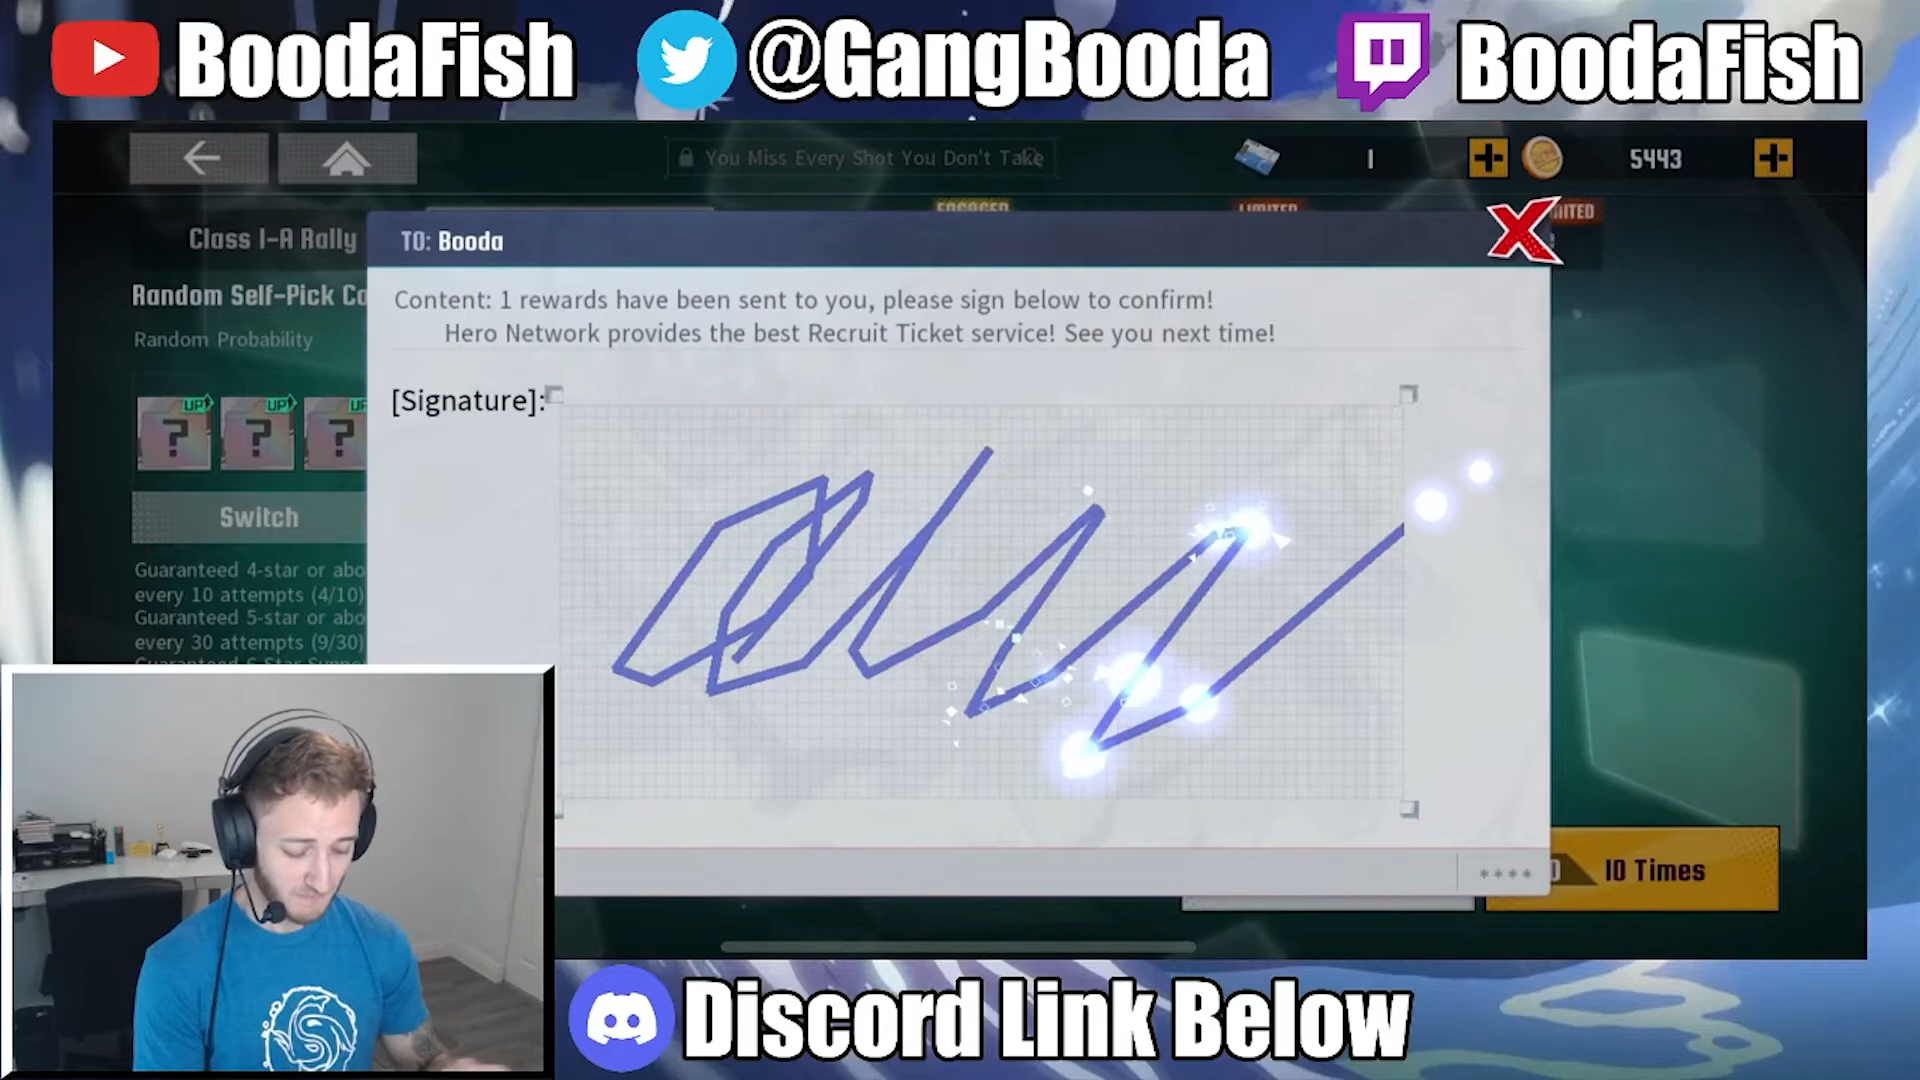 BoodaFish @GangBooda BoodaFish
You Miss Every Shot You Don't Take 1 5443
ENGAGED LIMITED
Class 1-A Rally
TO: Booda
Content: 1 rewards have been sent to you, please sign below to confirm!
Hero Network provides the best Recruit Ticket service! See you next time!
Random Self-Pick
Random Probability
[Signature]:
UP UP UP
? ? ?
Switch
Guaranteed 4-star or
every 10 attempts (4/10)
Guaranteed 5-star or
every 30 attempts (9/30)
****
10 Times
Discord Link Below